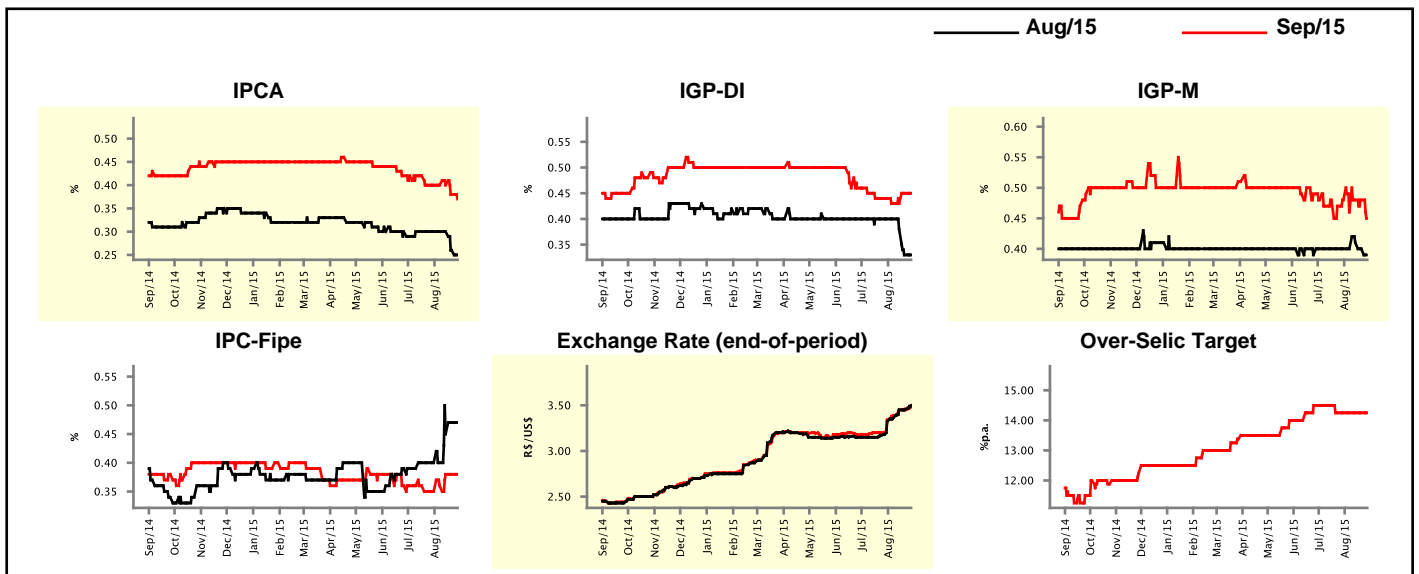 Aug/15 Sep/15
IPCA
%
0.50
0.45
0.40
0.35
0.30
0.25
Sep/14 Oct/14 Nov/14 Dec/14 Jan/15 Feb/15 Mar/15 Apr/15 May/15 Jun/15 Jul/15 Aug/15
IGP-DI
%
0.55
0.50
0.45
0.40
0.35
Sep/14 Oct/14 Nov/14 Dec/14 Jan/15 Feb/15 Mar/15 Apr/15 May/15 Jun/15 Jul/15 Aug/15
IGP-M
%
0.60
0.55
0.50
0.45
0.40
Sep/14 Oct/14 Nov/14 Dec/14 Jan/15 Feb/15 Mar/15 Apr/15 May/15 Jun/15 Jul/15 Aug/15
IPC-Fipe
%
0.55
0.50
0.45
0.40
0.35
Sep/14 Oct/14 Nov/14 Dec/14 Jan/15 Feb/15 Mar/15 Apr/15 May/15 Jun/15 Jul/15 Aug/15
Exchange Rate (end-of-period)
R$/US$
3.50
3.00
2.50
Sep/14 Oct/14 Nov/14 Dec/14 Jan/15 Feb/15 Mar/15 Apr/15 May/15 Jun/15 Jul/15 Aug/15
Over-Selic Target
%p.a.
15.00
14.00
13.00
12.00
Sep/14 Oct/14 Nov/14 Dec/14 Jan/15 Feb/15 Mar/15 Apr/15 May/15 Jun/15 Jul/15 Aug/15